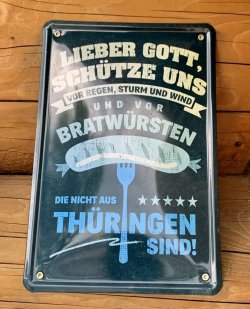 LIEBER GOTT,
SCHÜTZE UNS
VOR REGEN, STURM UND WIND
UND VOR
BRATWÜRSTEN
DIE NICHT AUS
THÜRINGEN
SIND!